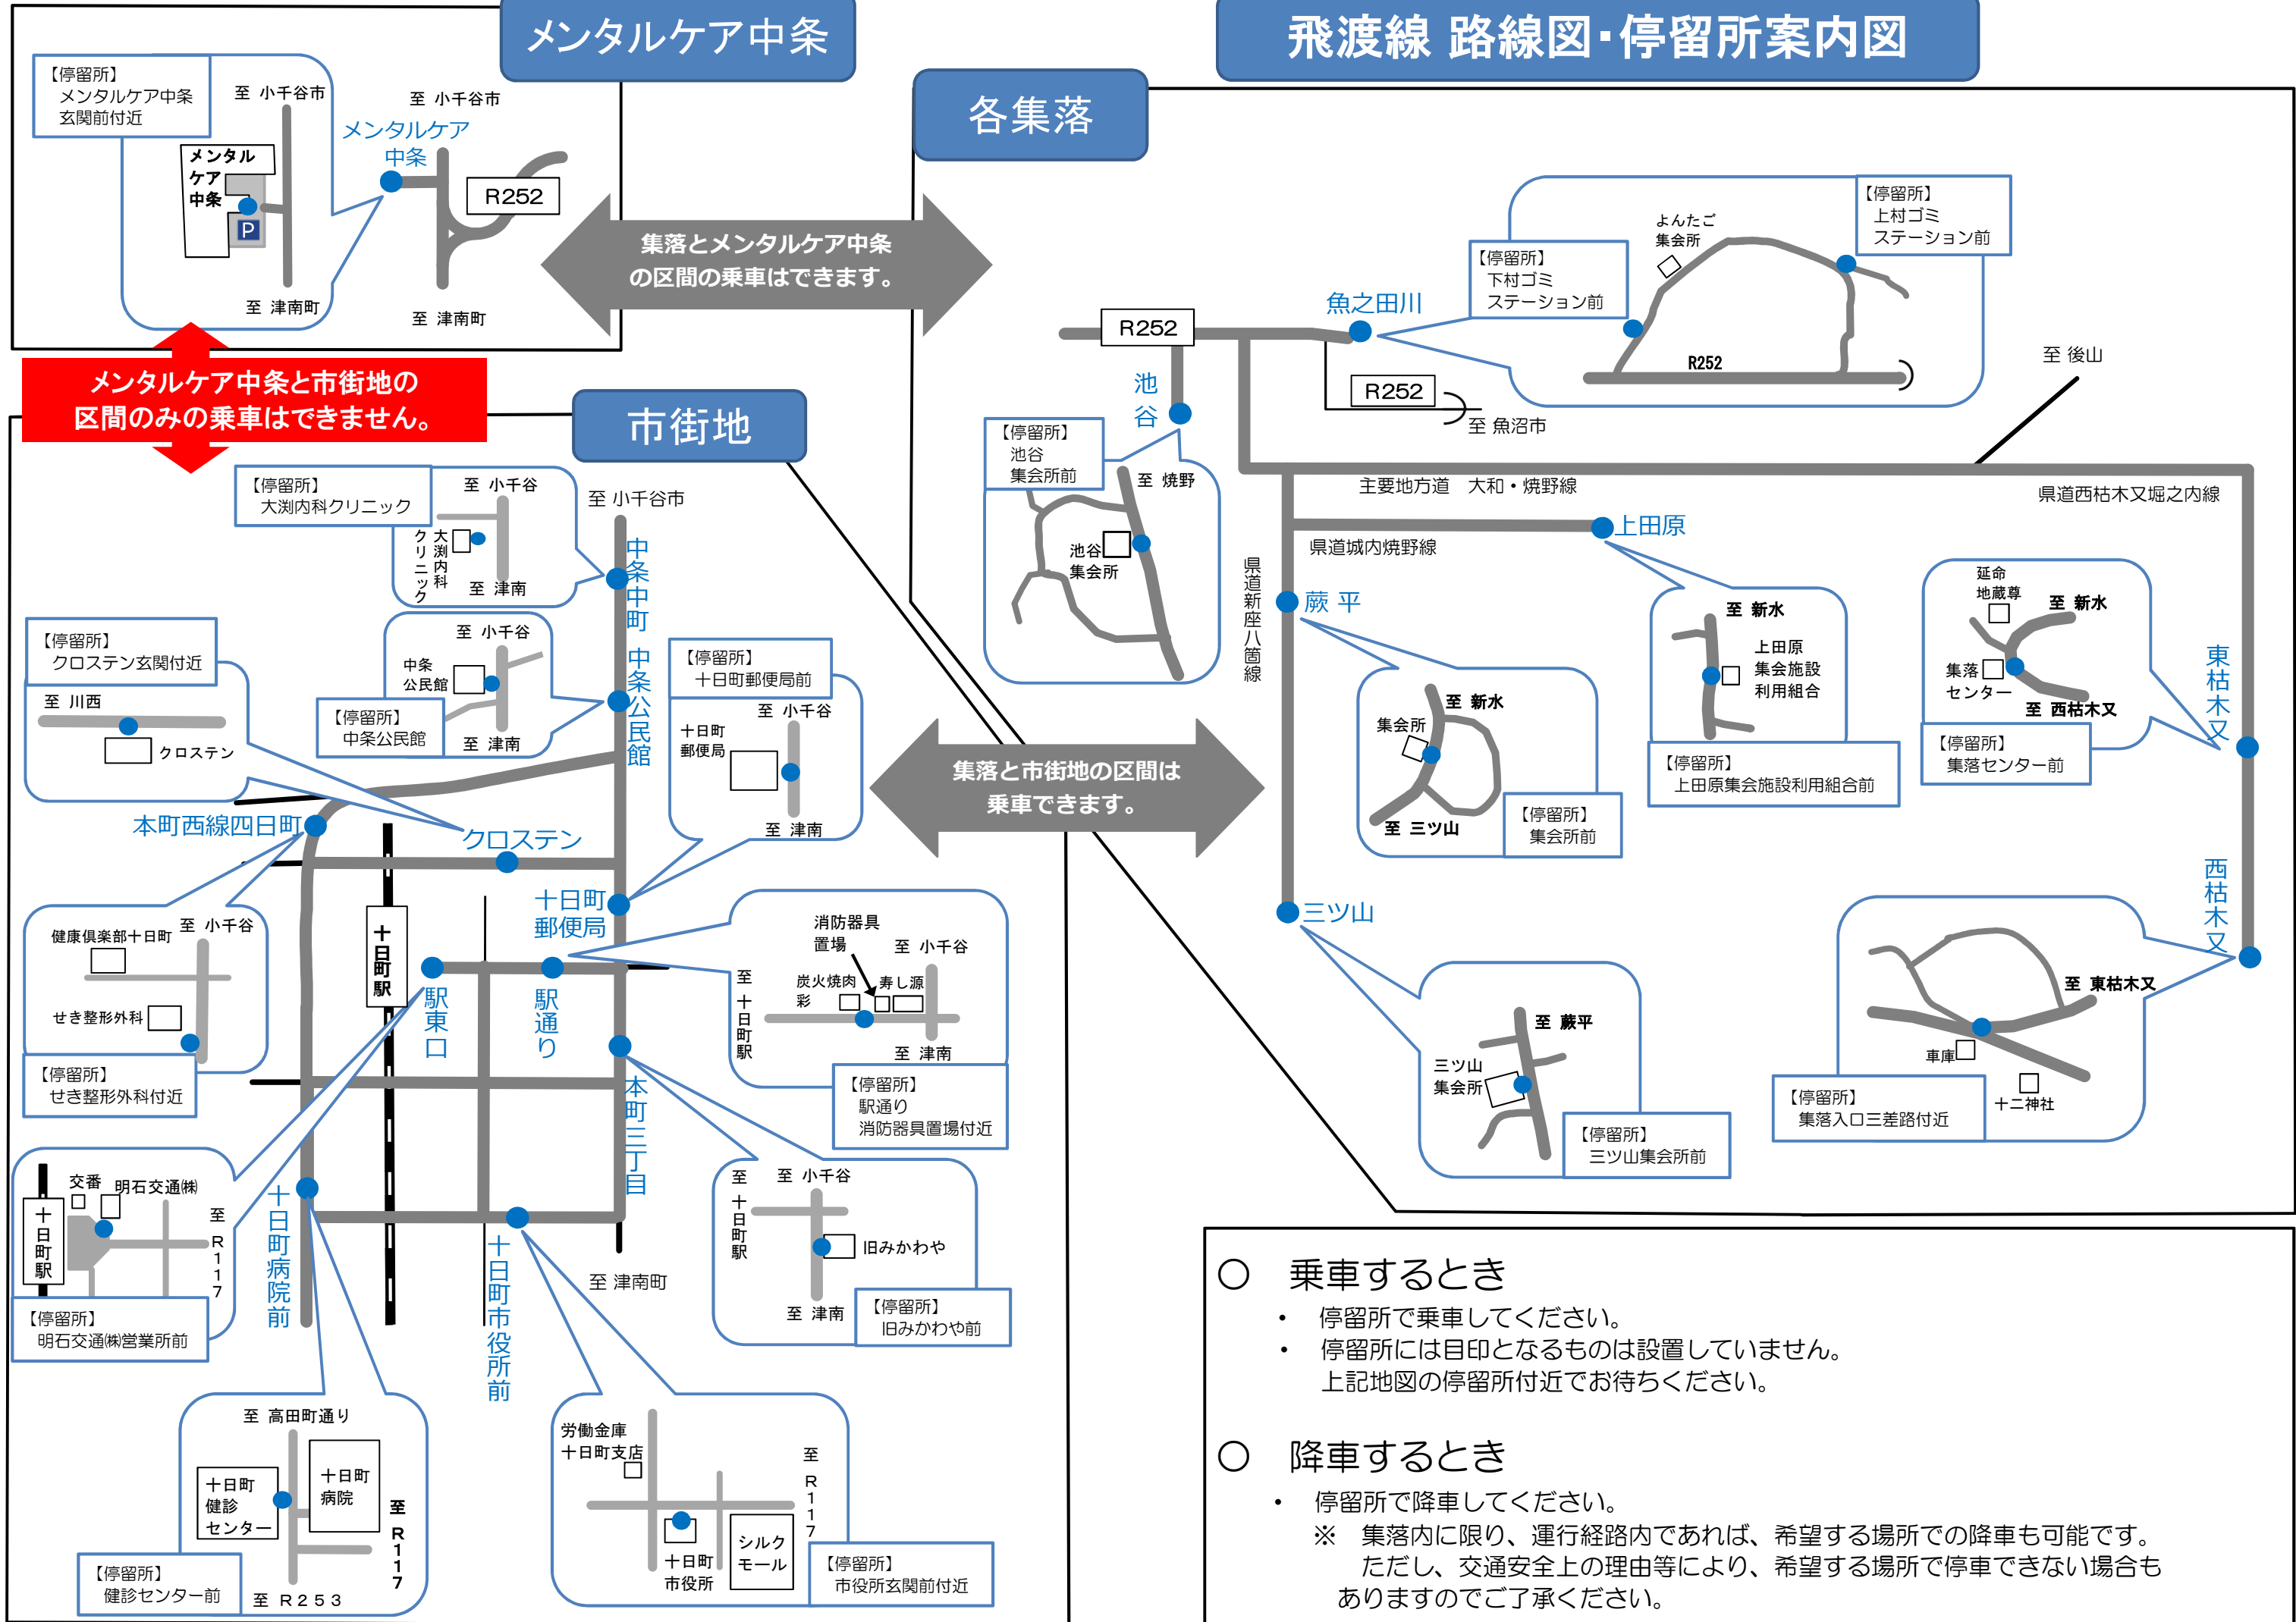 メンタルケア中条
飛渡線 路線図・停留所案内図
各集落
【停留所】
メンタルケア中条
玄関前付近
至 小千谷市
メンタル
ケア
中条
P
至 津南町
至 小千谷市
メンタルケア
中条
R252
至 津南町
集落とメンタルケア中条
の区間の乗車はできます。
メンタルケア中条と市街地の
区間のみの乗車はできません。
【停留所】
上村ゴミ
ステーション前
よんたご
集会所
【停留所】
下村ゴミ
ステーション前
R252
魚之田川
R252
R252
至 魚沼市
至 後山
池谷
【停留所】
池谷
集会所前
至 焼野
池谷
集会所
主要地方道 大和・焼野線
県道西枯木又堀之内線
上田原
県道城内焼野線
県道新座八箇線
蕨 平
至 新水
上田原
集会施設
利用組合
【停留所】
上田原集会施設利用組合前
延命
地蔵尊
至 新水
集落
センター
至 西枯木又
【停留所】
集落センター前
東枯木又
至 新水
集会所
至 三ツ山
【停留所】
集会所前
三ツ山
西枯木又
至 東枯木又
車庫
十二神社
【停留所】
集落入口三差路付近
至 蕨平
三ツ山
集会所
【停留所】
三ツ山集会所前
集落と市街地の区間は
乗車できます。
市街地
【停留所】
大渕内科クリニック
至 小千谷
大渕内科
クリニック
至 津南
至 小千谷市
中条中町
至 小千谷
中条
公民館
【停留所】
中条公民館
至 津南
中条公民館
【停留所】
クロステン玄関付近
至 川西
クロステン
【停留所】
十日町郵便局前
至 小千谷
十日町
郵便局
至 津南
本町西線四日町
クロステン
十日町
郵便局
十日町駅
駅東口
駅通り
健康倶楽部十日町
至 小千谷
せき整形外科
【停留所】
せき整形外科付近
消防器具
置場
至 小千谷
炭火焼肉
彩
寿し源
至 十日町駅
至 津南
【停留所】
駅通り
消防器具置場付近
本町三丁目
至 十日町駅
至 小千谷
旧みかわや
至 津南
【停留所】
旧みかわや前
交番
明石交通㈱
十日町駅
至 R117
【停留所】
明石交通㈱営業所前
十日町病院前
十日町市役所前
至 津南町
至 高田町通り
十日町
健診
センター
十日町
病院
至 R117
【停留所】
健診センター前
至 R253
労働金庫
十日町支店
至 R117
十日町
市役所
シルク
モール
【停留所】
市役所玄関前付近
○ 乗車するとき
・ 停留所で乗車してください。
・ 停留所には目印となるものは設置していません。
上記地図の停留所付近でお待ちください。
○ 降車するとき
・ 停留所で降車してください。
※ 集落内に限り、運行経路内であれば、希望する場所での降車も可能です。
ただし、交通安全上の理由等により、希望する場所で停車できない場合も
ありますのでご了承ください。